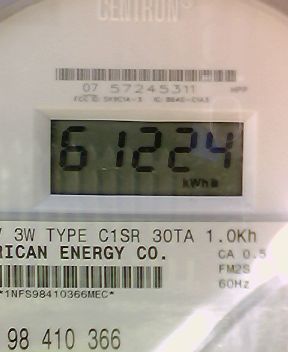 CENTRON
07 57245311
61224
kWh
3W TYPE C1SR 30TA 1.0Kh
RICAN ENERGY CO. CA 0.5
FM2S
60Hz
*1NFS98410366MEC*
98 410 366